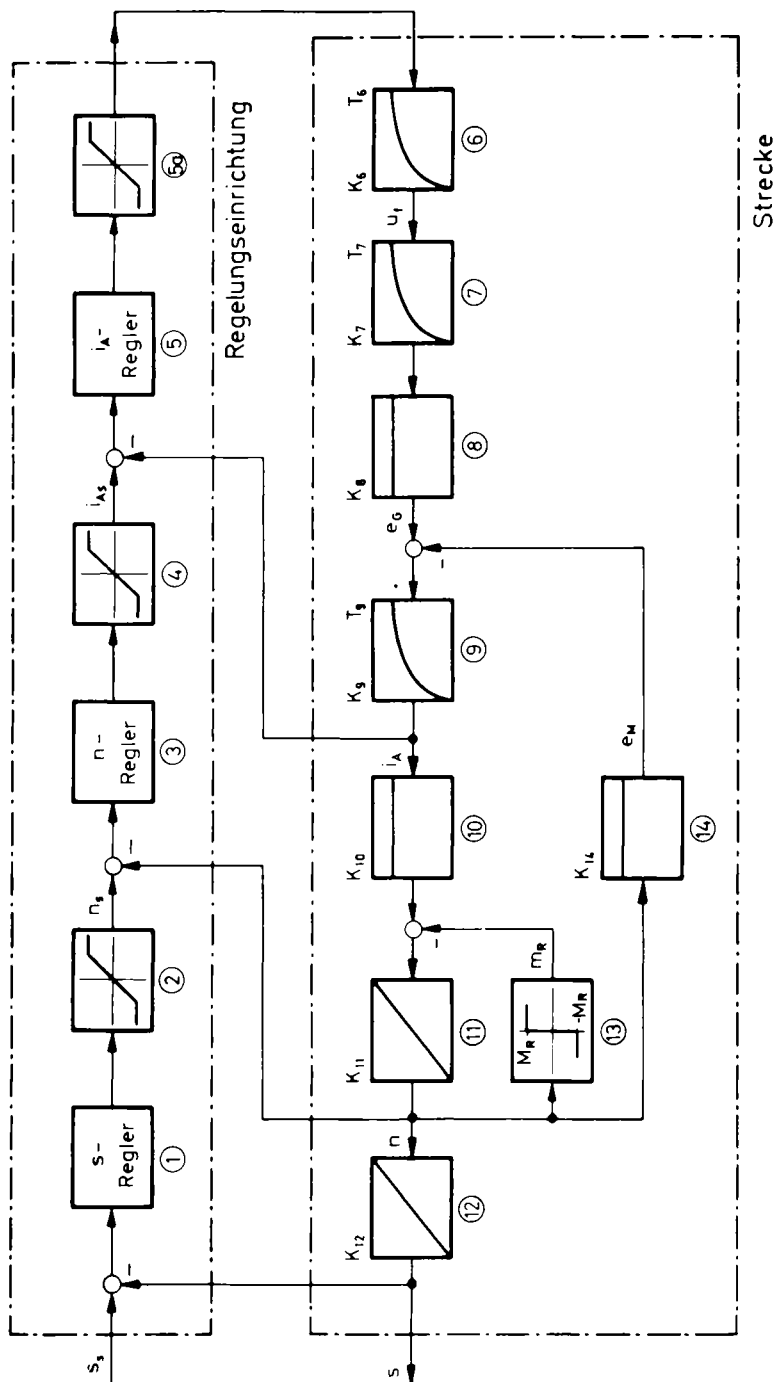 s_s
s-
Regler
①
②
n_s
n-
Regler
③
④
i_As
i_A-
Regler
⑤
⑤a
Regelungseinrichtung
K_6
T_6
⑥
u_f
K_7
T_7
⑦
K_8
⑧
e_G
K_9
T_9
⑨
i_A
K_10
⑩
K_11
⑪
M_R
-M_R
⑬
m_R
n
K_12
⑫
s
K_14
⑭
e_M
Strecke